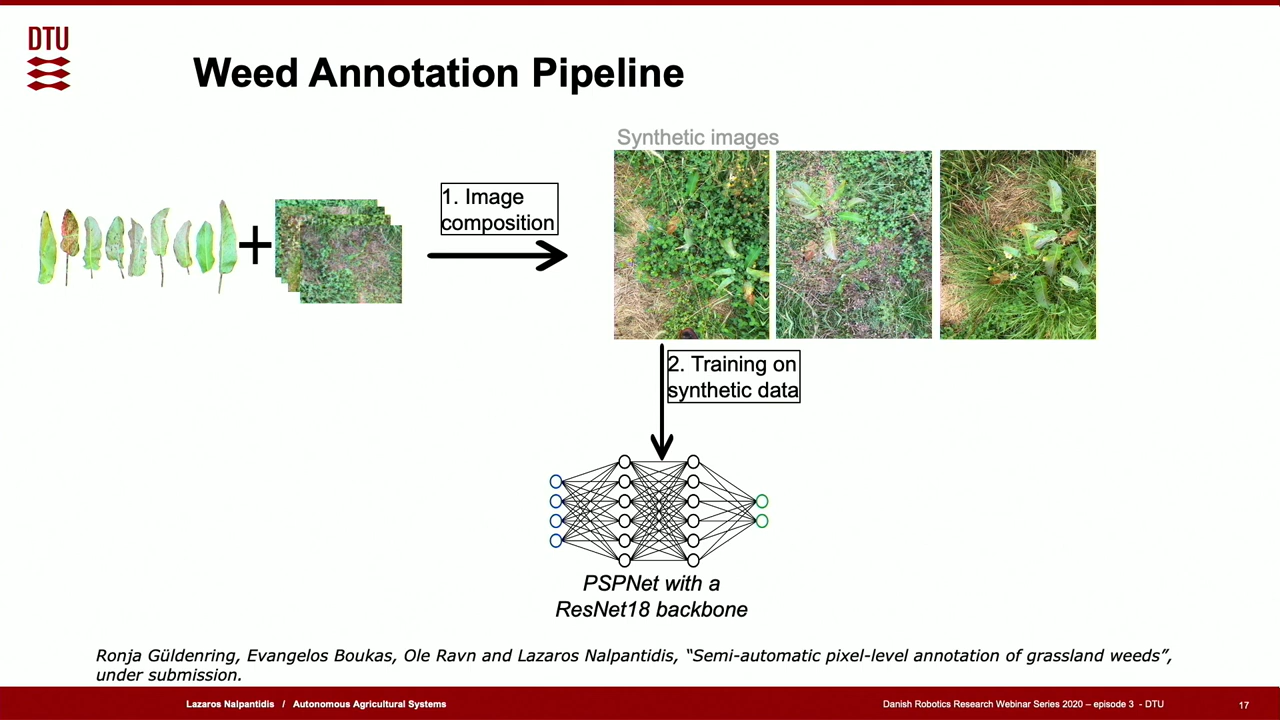 DTU
Weed Annotation Pipeline
Synthetic images
1. Image
composition
+
2. Training on
synthetic data
PSPNet with a
ResNet18 backbone
Ronja Güldenring, Evangelos Boukas, Ole Ravn and Lazaros Nalpantidis, “Semi-automatic pixel-level annotation of grassland weeds”,
under submission.
Lazaros Nalpantidis / Autonomous Agricultural Systems
Danish Robotics Research Webinar Series 2020 – episode 3 - DTU
17